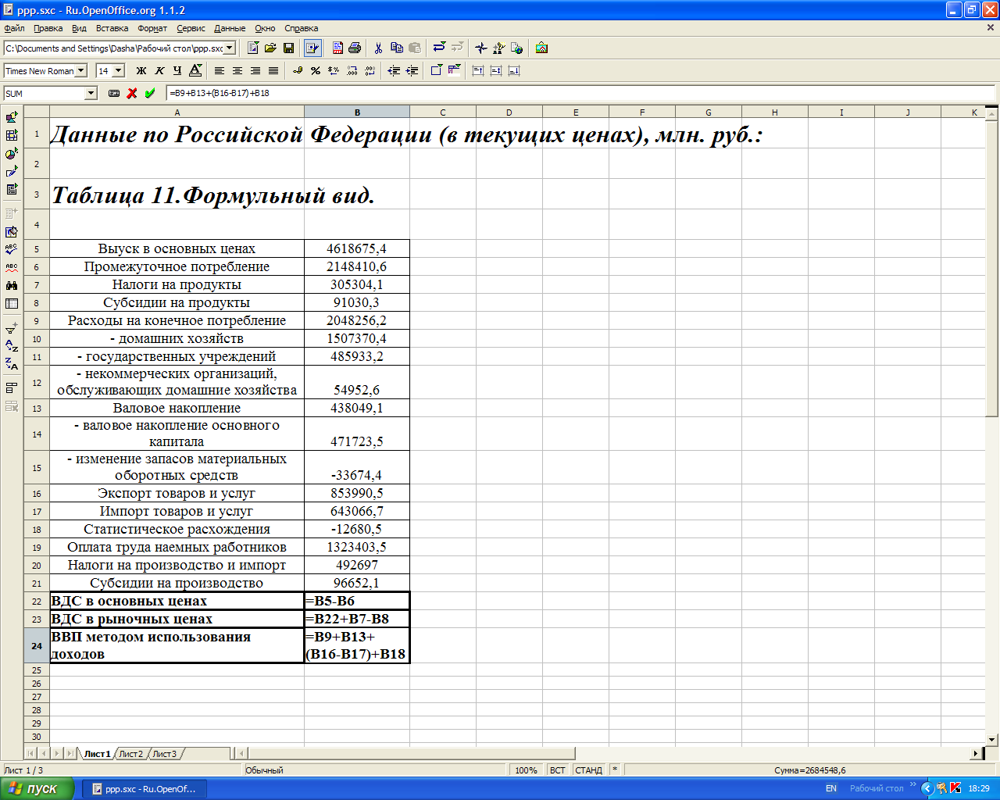 ppp.sxc - Ru.OpenOffice.org 1.1.2
Файл Правка Вид Вставка Формат Сервис Данные Окно Справка
C:\Documents and Settings\Dasha\Рабочий стол\ppp.sxc
Times New Roman 14 Ж К Ч А
SUM =B9+B13+(B16-B17)+B18
A B C D E F G H I J K
1 Данные по Российской Федерации (в текущих ценах), млн. руб.:
2
3 Таблица 11.Формульный вид.
4
5 Выуск в основных ценах 4618675,4
6 Промежуточное потребление 2148410,6
7 Налоги на продукты 305304,1
8 Субсидии на продукты 91030,3
9 Расходы на конечное потребление 2048256,2
10 - домашних хозяйств 1507370,4
11 - государственных учреждений 485933,2
- некоммерческих организаций,
12 обслуживающих домашние хозяйства 54952,6
13 Валовое накопление 438049,1
- валовое накопление основного
14 капитала 471723,5
- изменение запасов материальных
15 оборотных средств -33674,4
16 Экспорт товаров и услуг 853990,5
17 Импорт товаров и услуг 643066,7
18 Статистическое расхождения -12680,5
19 Оплата труда наемных работников 1323403,5
20 Налоги на производство и импорт 492697
21 Субсидии на производство 96652,1
22 ВДС в основных ценах =B5-B6
23 ВДС в рыночных ценах =B22+B7-B8
ВВП методом использования =B9+B13+
24 доходов (B16-B17)+B18
25
26
27
28
29
30
Лист1 Лист2 Лист3
Лист 1 / 3 Обычный 100% ВСТ СТАНД * Сумма=2684548,6
пуск ppp.sxc - Ru.OpenOf... EN Рабочий стол 18:29